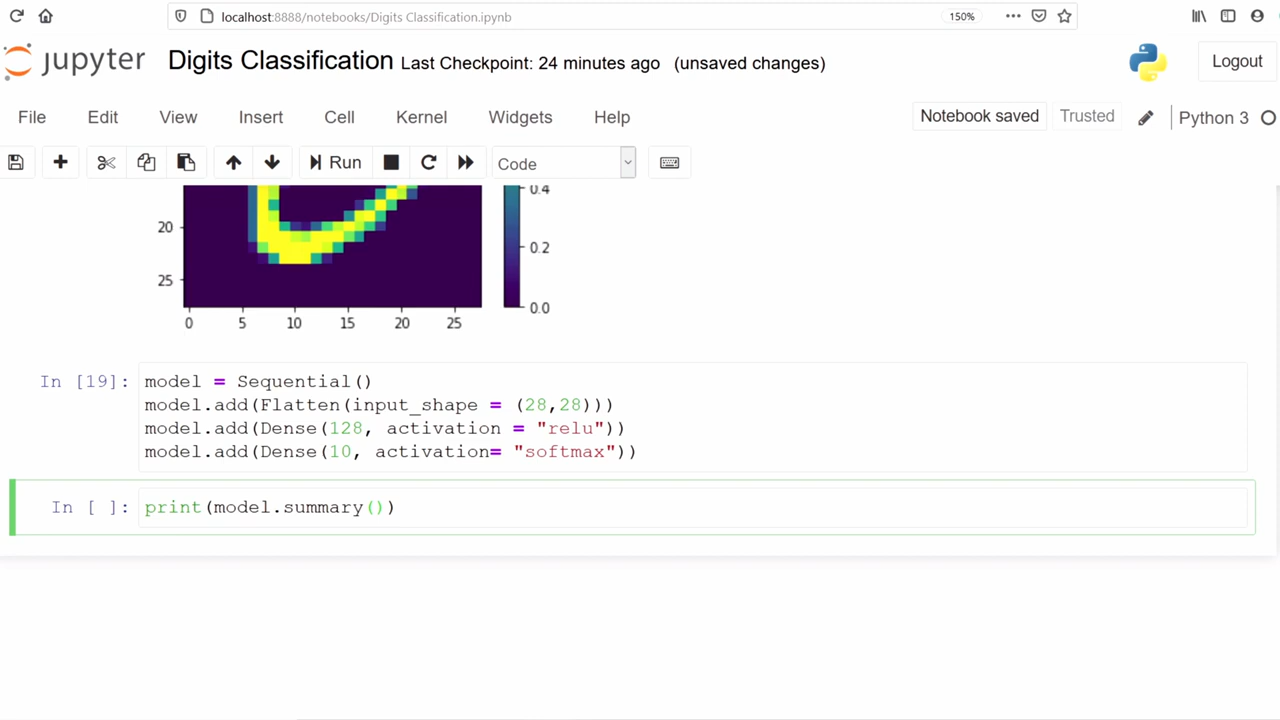 localhost:8888/notebooks/Digits Classification.ipynb
150%
jupyter Digits Classification Last Checkpoint: 24 minutes ago (unsaved changes)
Logout
File Edit View Insert Cell Kernel Widgets Help
Notebook saved Trusted Python 3
Run Code
20
25
0 5 10 15 20 25
0.4
0.2
0.0
In [19]: model = Sequential()
model.add(Flatten(input_shape = (28,28)))
model.add(Dense(128, activation = "relu"))
model.add(Dense(10, activation= "softmax"))
In [ ]: print(model.summary())